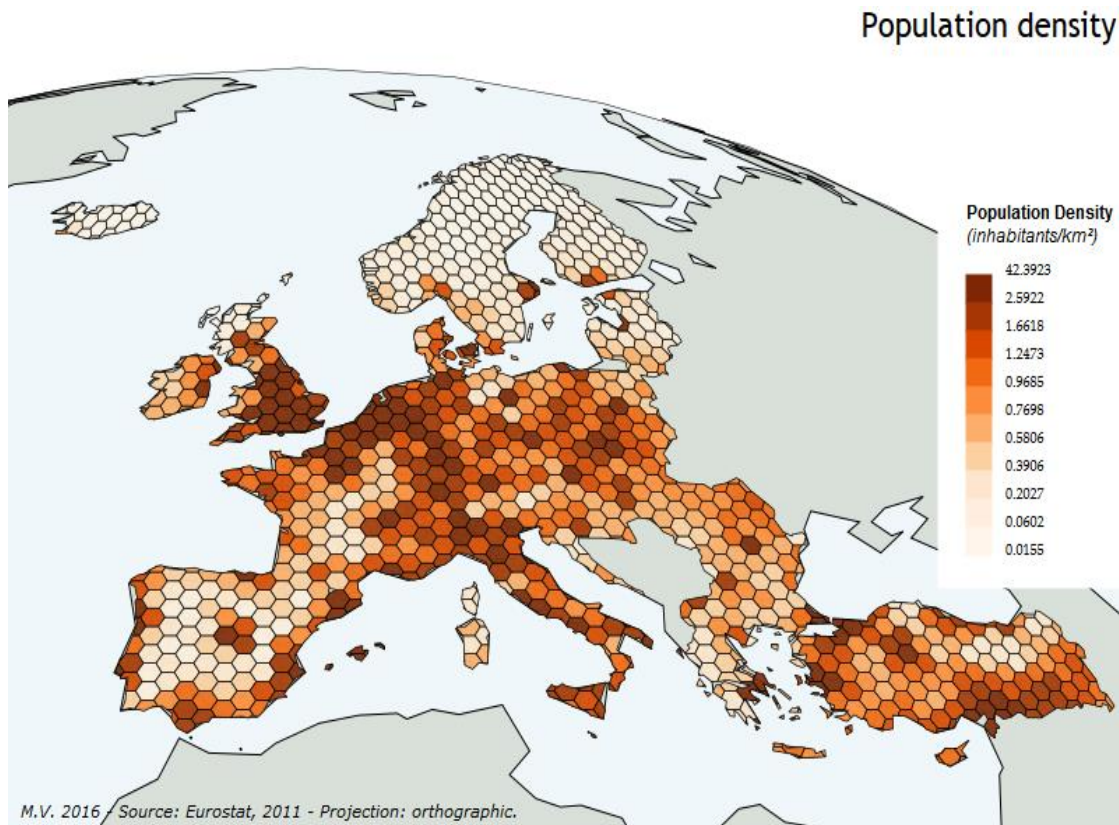 Population density
Population Density
(inhabitants/km²)
42.3923
2.5922
1.6618
1.2473
0.9685
0.7698
0.5806
0.3906
0.2027
0.0602
0.0155
M.V. 2016 - Source: Eurostat, 2011 - Projection: orthographic.